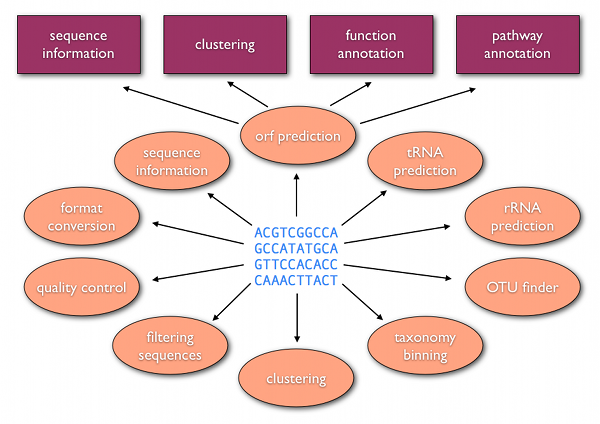 sequence
information
clustering
function
annotation
pathway
annotation
orf prediction
sequence
information
tRNA
prediction
format
conversion
rRNA
prediction
ACGTCGGCCA
GCCATATGCA
GTTCCACACC
CAAACTTACT
quality control
OTU finder
filtering
sequences
taxonomy
binning
clustering